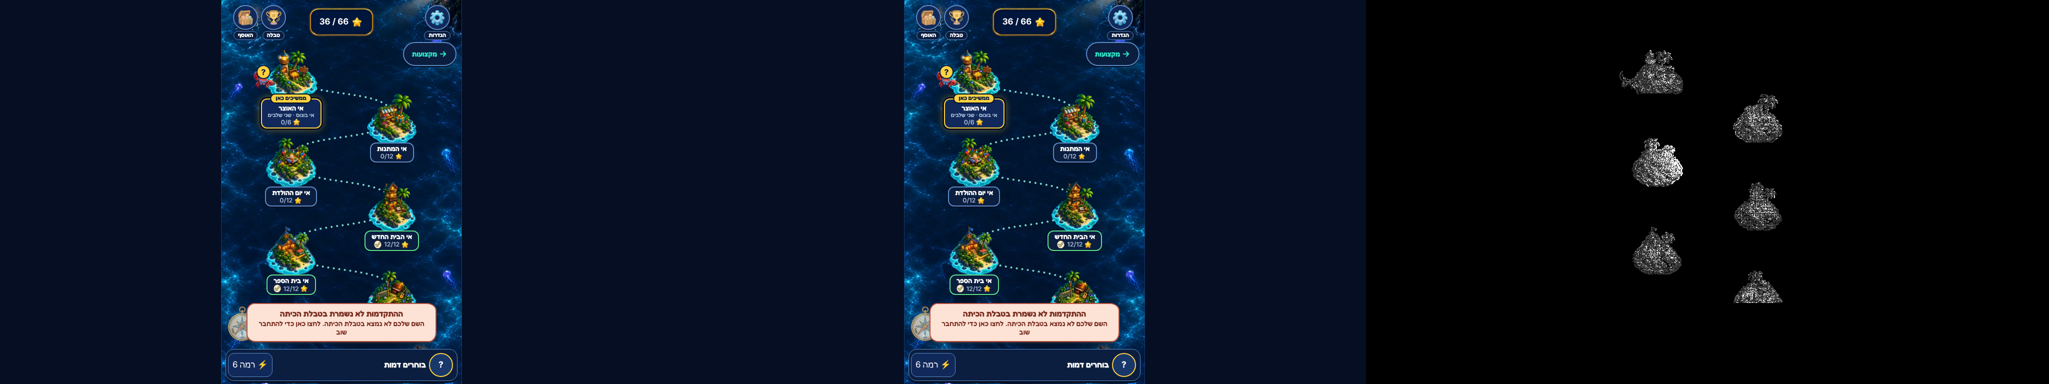 האוסף
טבלה
36 / 66
הגדרות
מקצועות →
?
ממשיכים כאן
אי האוצר
אי בונוס · שני שלבים
0/6
אי המתנות
0/12
אי יום ההולדת
0/12
אי הבית החדש
12/12
אי בית הספר
12/12
ההתקדמות לא נשמרת בטבלת הכיתה
השם שלכם לא נמצא בטבלת הכיתה. לחצו כאן כדי להתחבר
שוב
?
בוחרים דמות
רמה 6
האוסף
טבלה
36 / 66
הגדרות
מקצועות →
?
ממשיכים כאן
אי האוצר
אי בונוס · שני שלבים
0/6
אי המתנות
0/12
אי יום ההולדת
0/12
אי הבית החדש
12/12
אי בית הספר
12/12
ההתקדמות לא נשמרת בטבלת הכיתה
השם שלכם לא נמצא בטבלת הכיתה. לחצו כאן כדי להתחבר
שוב
?
בוחרים דמות
רמה 6